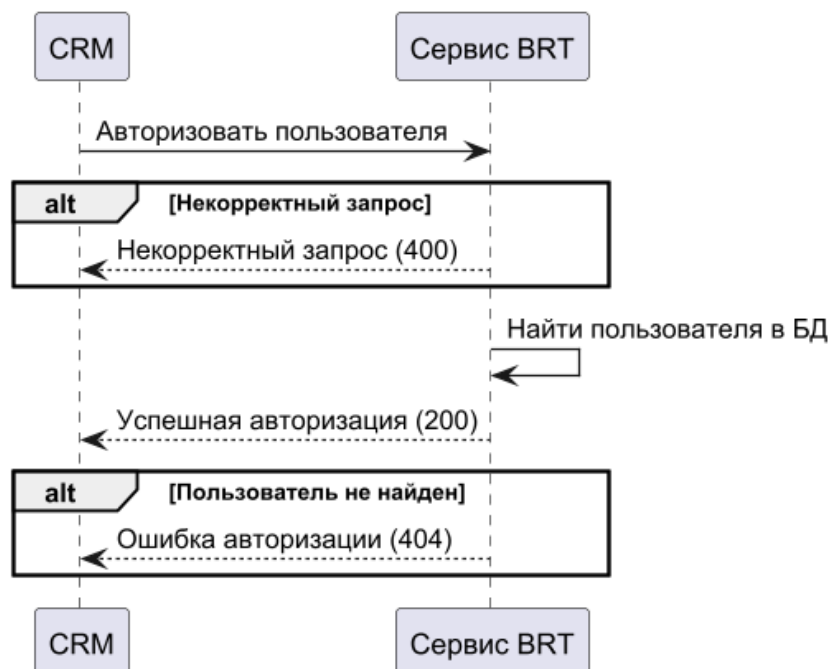 CRM
Сервис BRT
Авторизовать пользователя
alt
[Некорректный запрос]
Некорректный запрос (400)
Найти пользователя в БД
Успешная авторизация (200)
alt
[Пользователь не найден]
Ошибка авторизации (404)
CRM
Сервис BRT